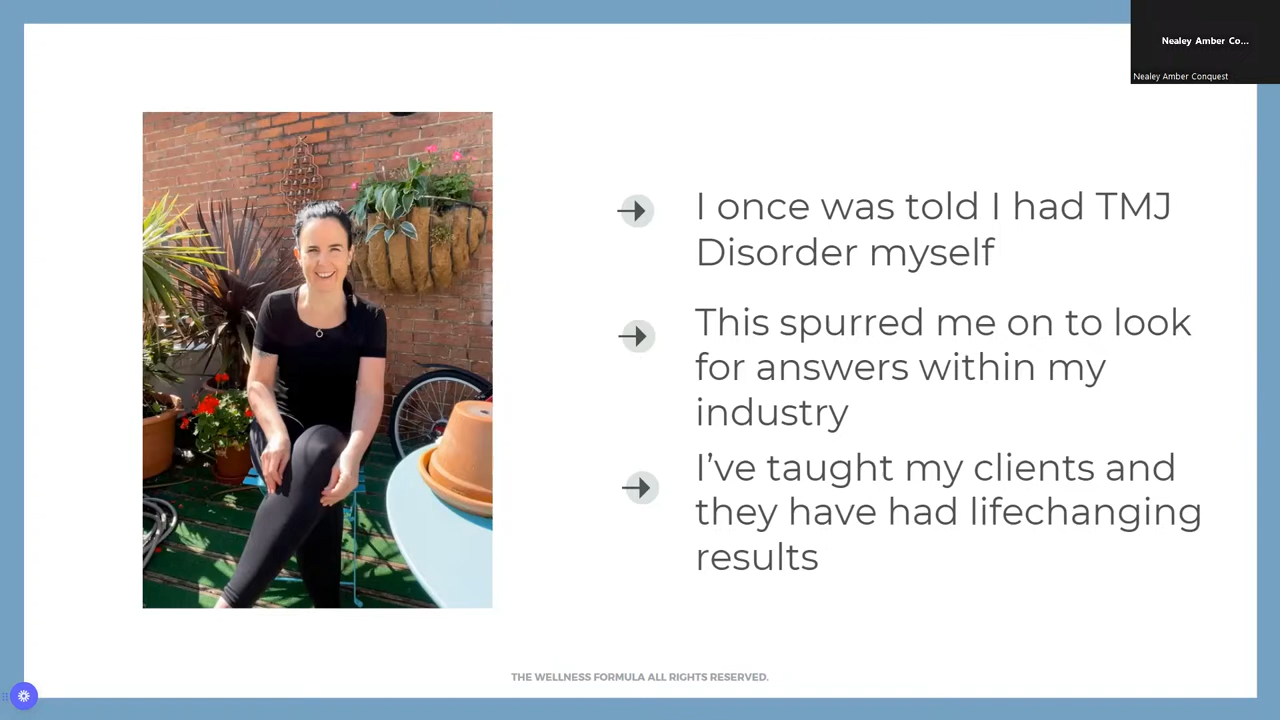 Nealey Amber Co...
Nealey Amber Conquest
I once was told I had TMJ
Disorder myself
This spurred me on to look
for answers within my
industry
I’ve taught my clients and
they have had lifechanging
results
THE WELLNESS FORMULA ALL RIGHTS RESERVED.